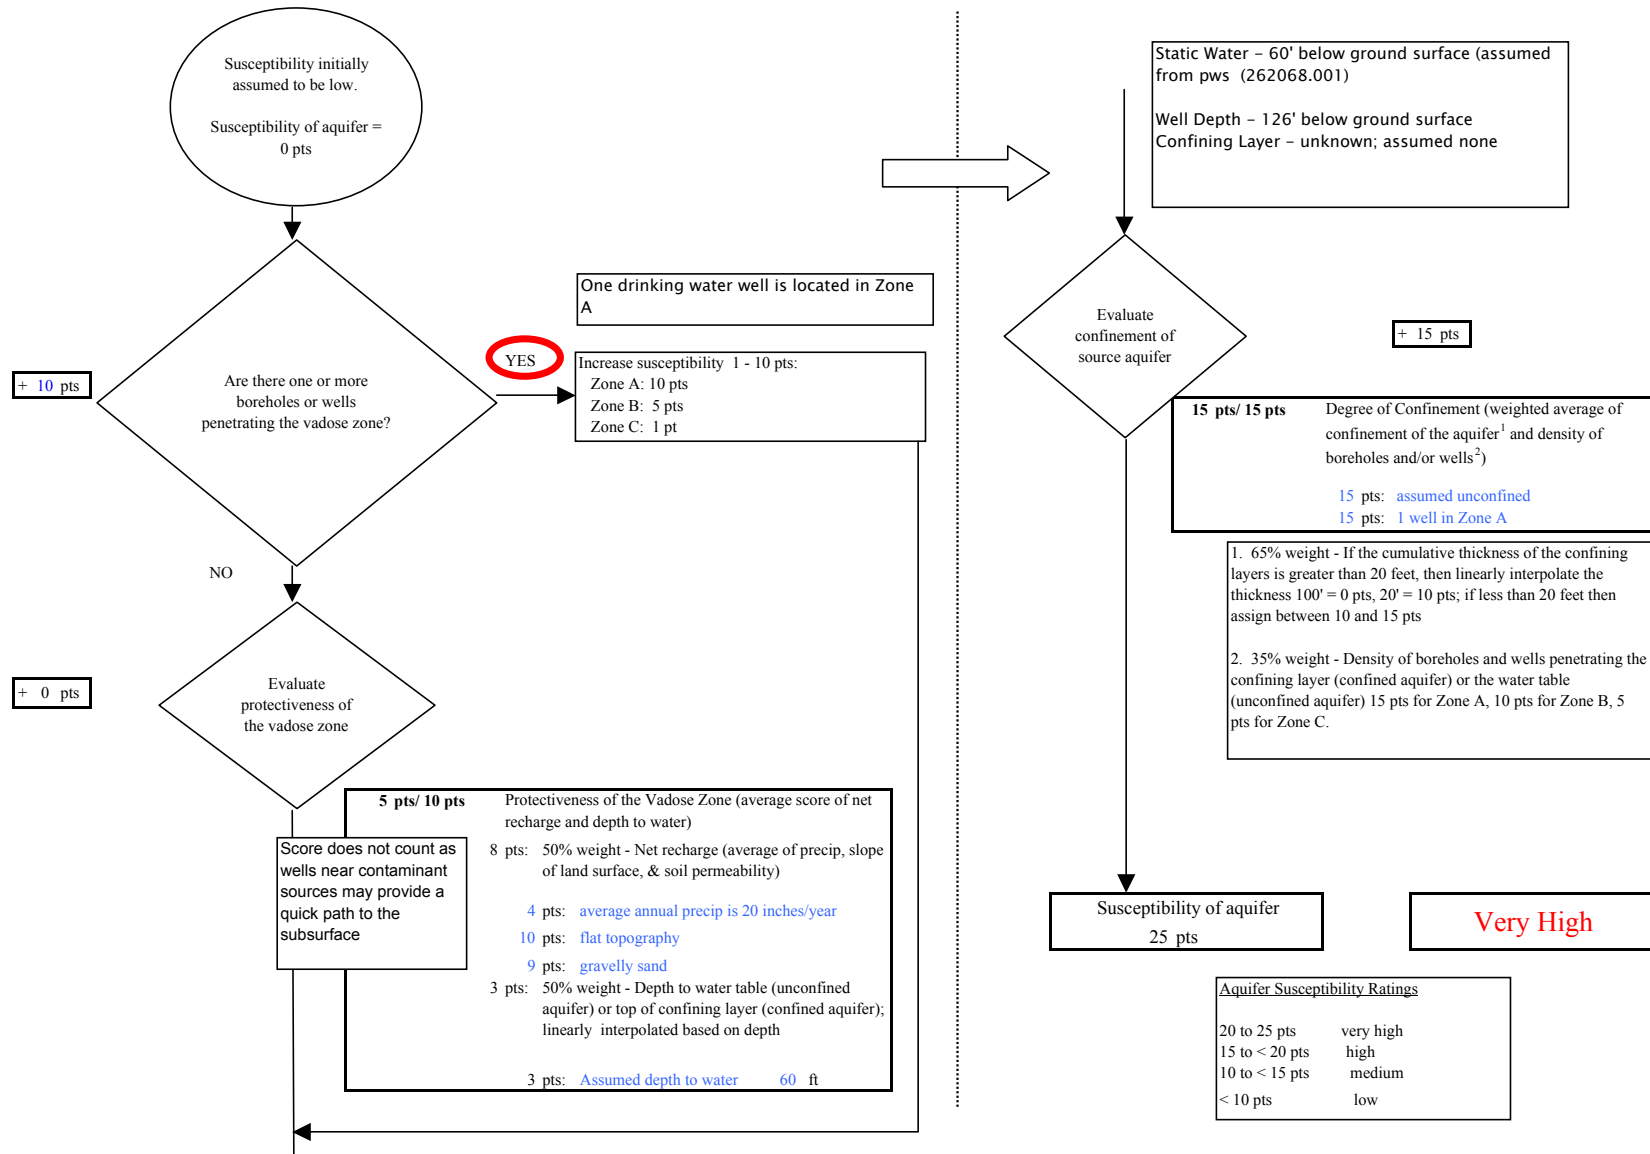 Susceptibility initially
assumed to be low.
Susceptibility of aquifer =
0 pts
+ 10 pts
Are there one or more
boreholes or wells
penetrating the vadose zone?
YES
One drinking water well is located in Zone
A
Increase susceptibility 1 - 10 pts:
Zone A: 10 pts
Zone B: 5 pts
Zone C: 1 pt
NO
+ 0 pts
Evaluate
protectiveness of
the vadose zone
5 pts/ 10 pts Protectiveness of the Vadose Zone (average score of net
recharge and depth to water)
Score does not count as
wells near contaminant
sources may provide a
quick path to the
subsurface
8 pts: 50% weight - Net recharge (average of precip, slope
of land surface, & soil permeability)
4 pts: average annual precip is 20 inches/year
10 pts: flat topography
9 pts: gravelly sand
3 pts: 50% weight - Depth to water table (unconfined
aquifer) or top of confining layer (confined aquifer);
linearly interpolated based on depth
3 pts: Assumed depth to water 60 ft
Static Water – 60' below ground surface (assumed
from pws (262068.001)
Well Depth – 126' below ground surface
Confining Layer – unknown; assumed none
Evaluate
confinement of
source aquifer
+ 15 pts
15 pts/ 15 pts Degree of Confinement (weighted average of
confinement of the aquifer1 and density of
boreholes and/or wells2)
15 pts: assumed unconfined
15 pts: 1 well in Zone A
1. 65% weight - If the cumulative thickness of the confining
layers is greater than 20 feet, then linearly interpolate the
thickness 100' = 0 pts, 20' = 10 pts; if less than 20 feet then
assign between 10 and 15 pts
2. 35% weight - Density of boreholes and wells penetrating the
confining layer (confined aquifer) or the water table
(unconfined aquifer) 15 pts for Zone A, 10 pts for Zone B, 5
pts for Zone C.
Susceptibility of aquifer
25 pts
Very High
Aquifer Susceptibility Ratings
20 to 25 pts very high
15 to < 20 pts high
10 to < 15 pts medium
< 10 pts low